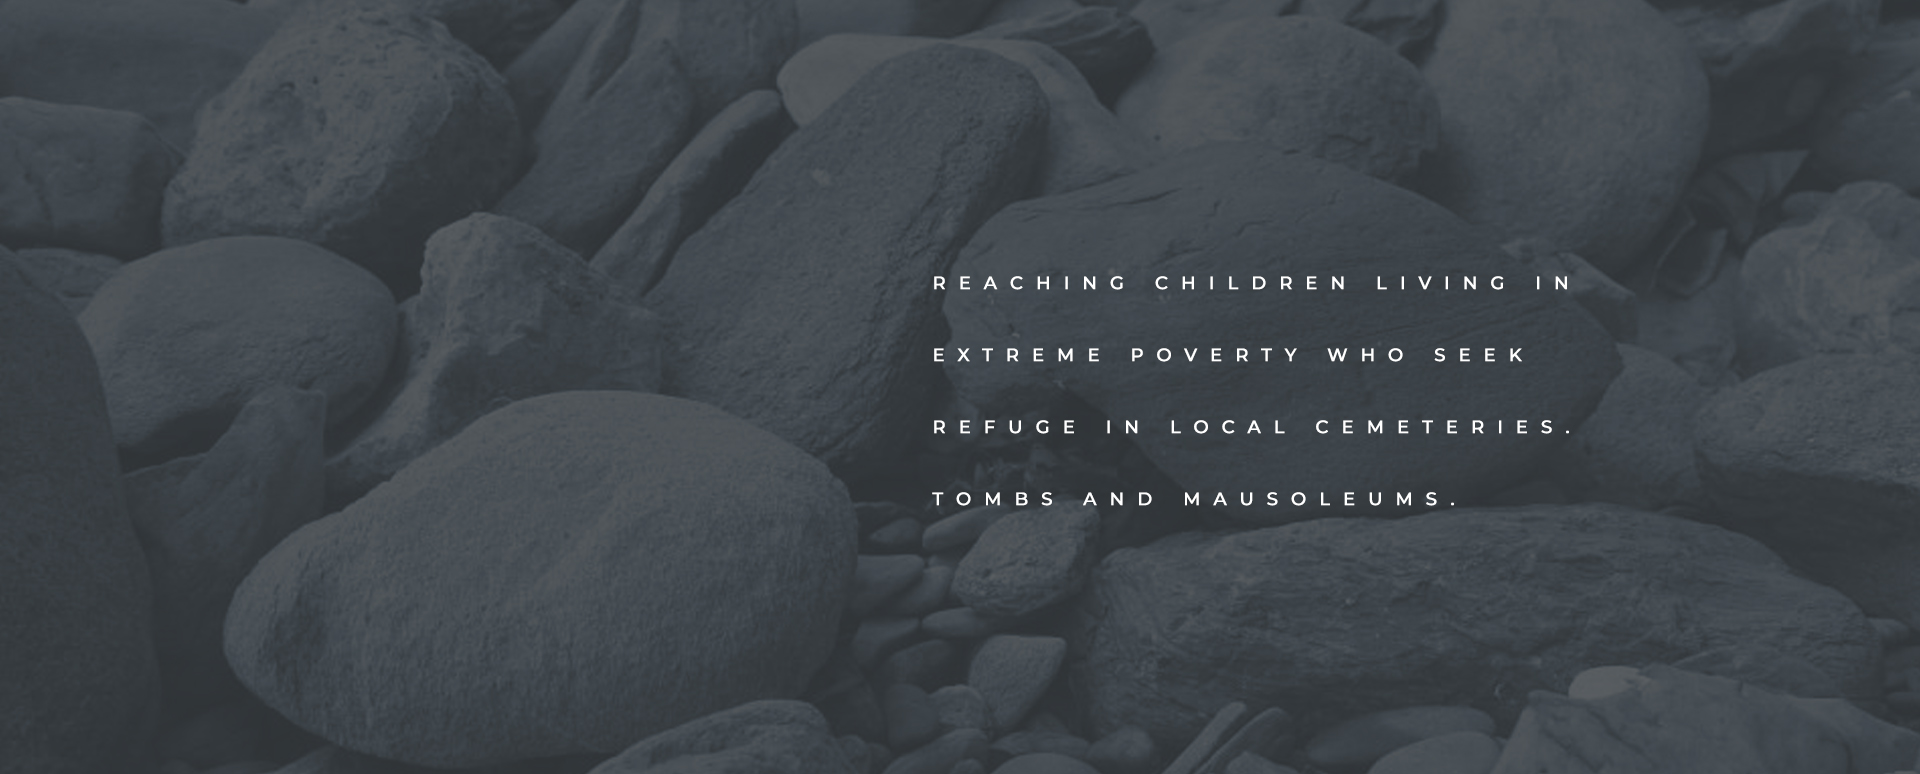 REACHING CHILDREN LIVING IN
EXTREME POVERTY WHO SEEK
REFUGE IN LOCAL CEMETERIES.
TOMBS AND MAUSOLEUMS.